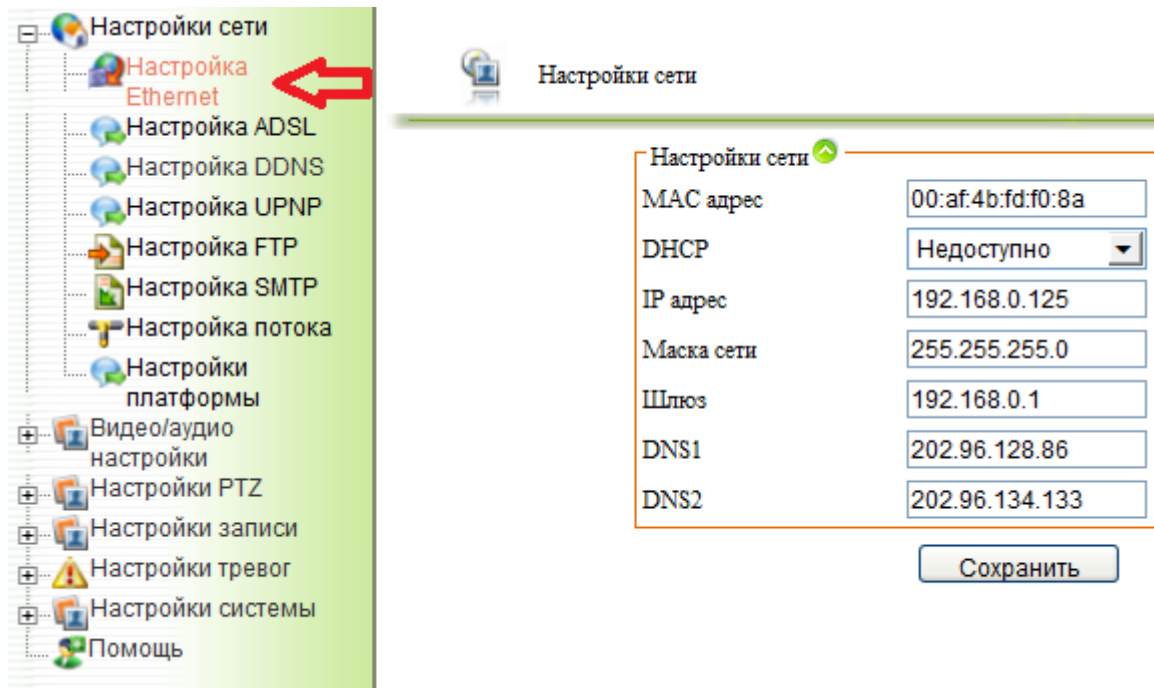 Настройки сети
Настройка
Ethernet
Настройка ADSL
Настройка DDNS
Настройка UPNP
Настройка FTP
Настройка SMTP
Настройка потока
Настройки
платформы
Видео/аудио
настройки
Настройки PTZ
Настройки записи
Настройки тревог
Настройки системы
Помощь
Настройки сети
Настройки сети
MAC адрес 00:af:4b:fd:f0:8a
DHCP Недоступно
IP адрес 192.168.0.125
Маска сети 255.255.255.0
Шлюз 192.168.0.1
DNS1 202.96.128.86
DNS2 202.96.134.133
Сохранить